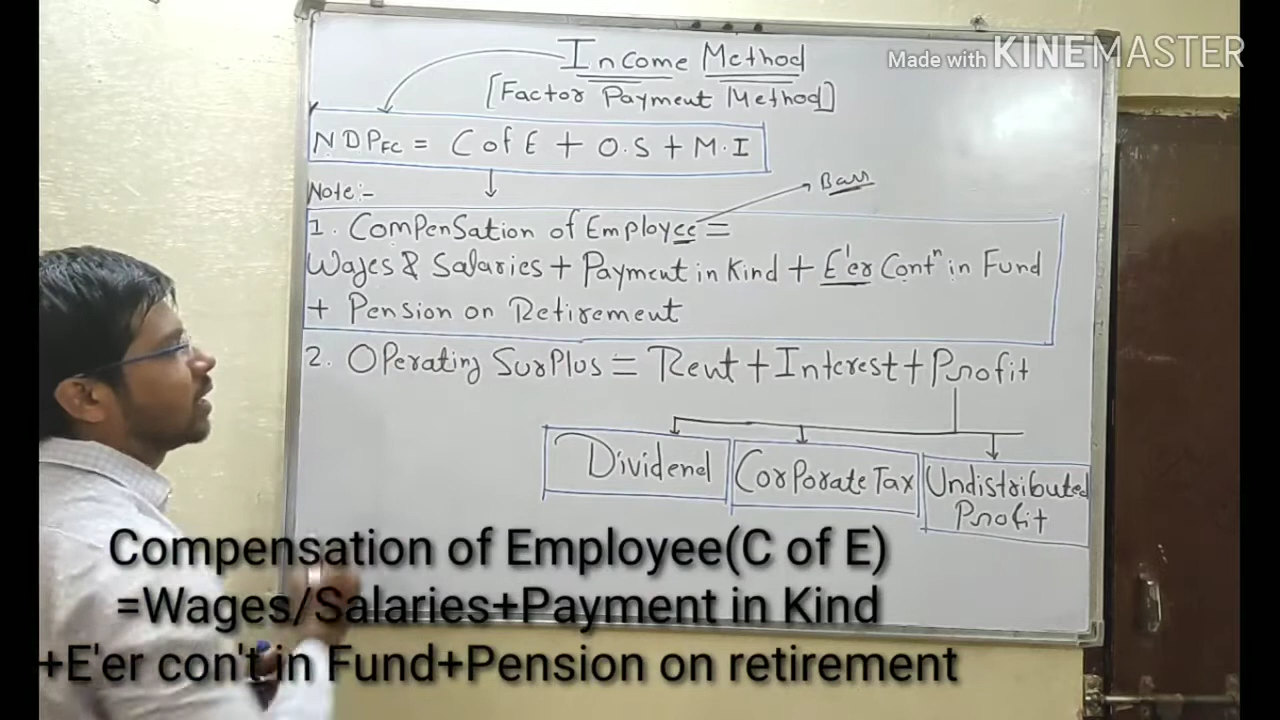 Made with KINEMASTER
Income Method
[Factor Payment Method]
NDPFC = C of E + O.S + M.I
Note:-
1. Compensation of Employee =
Wages & Salaries + Payment in Kind + E'er Contⁿ in Fund
+ Pension on Retirement
2. Operating Surplus = Rent + Interest + Profit
Dividend
Corporate Tax
Undistributed
Profit
Compensation of Employee(C of E)
=Wages/Salaries+Payment in Kind
+E'er con't in Fund+Pension on retirement